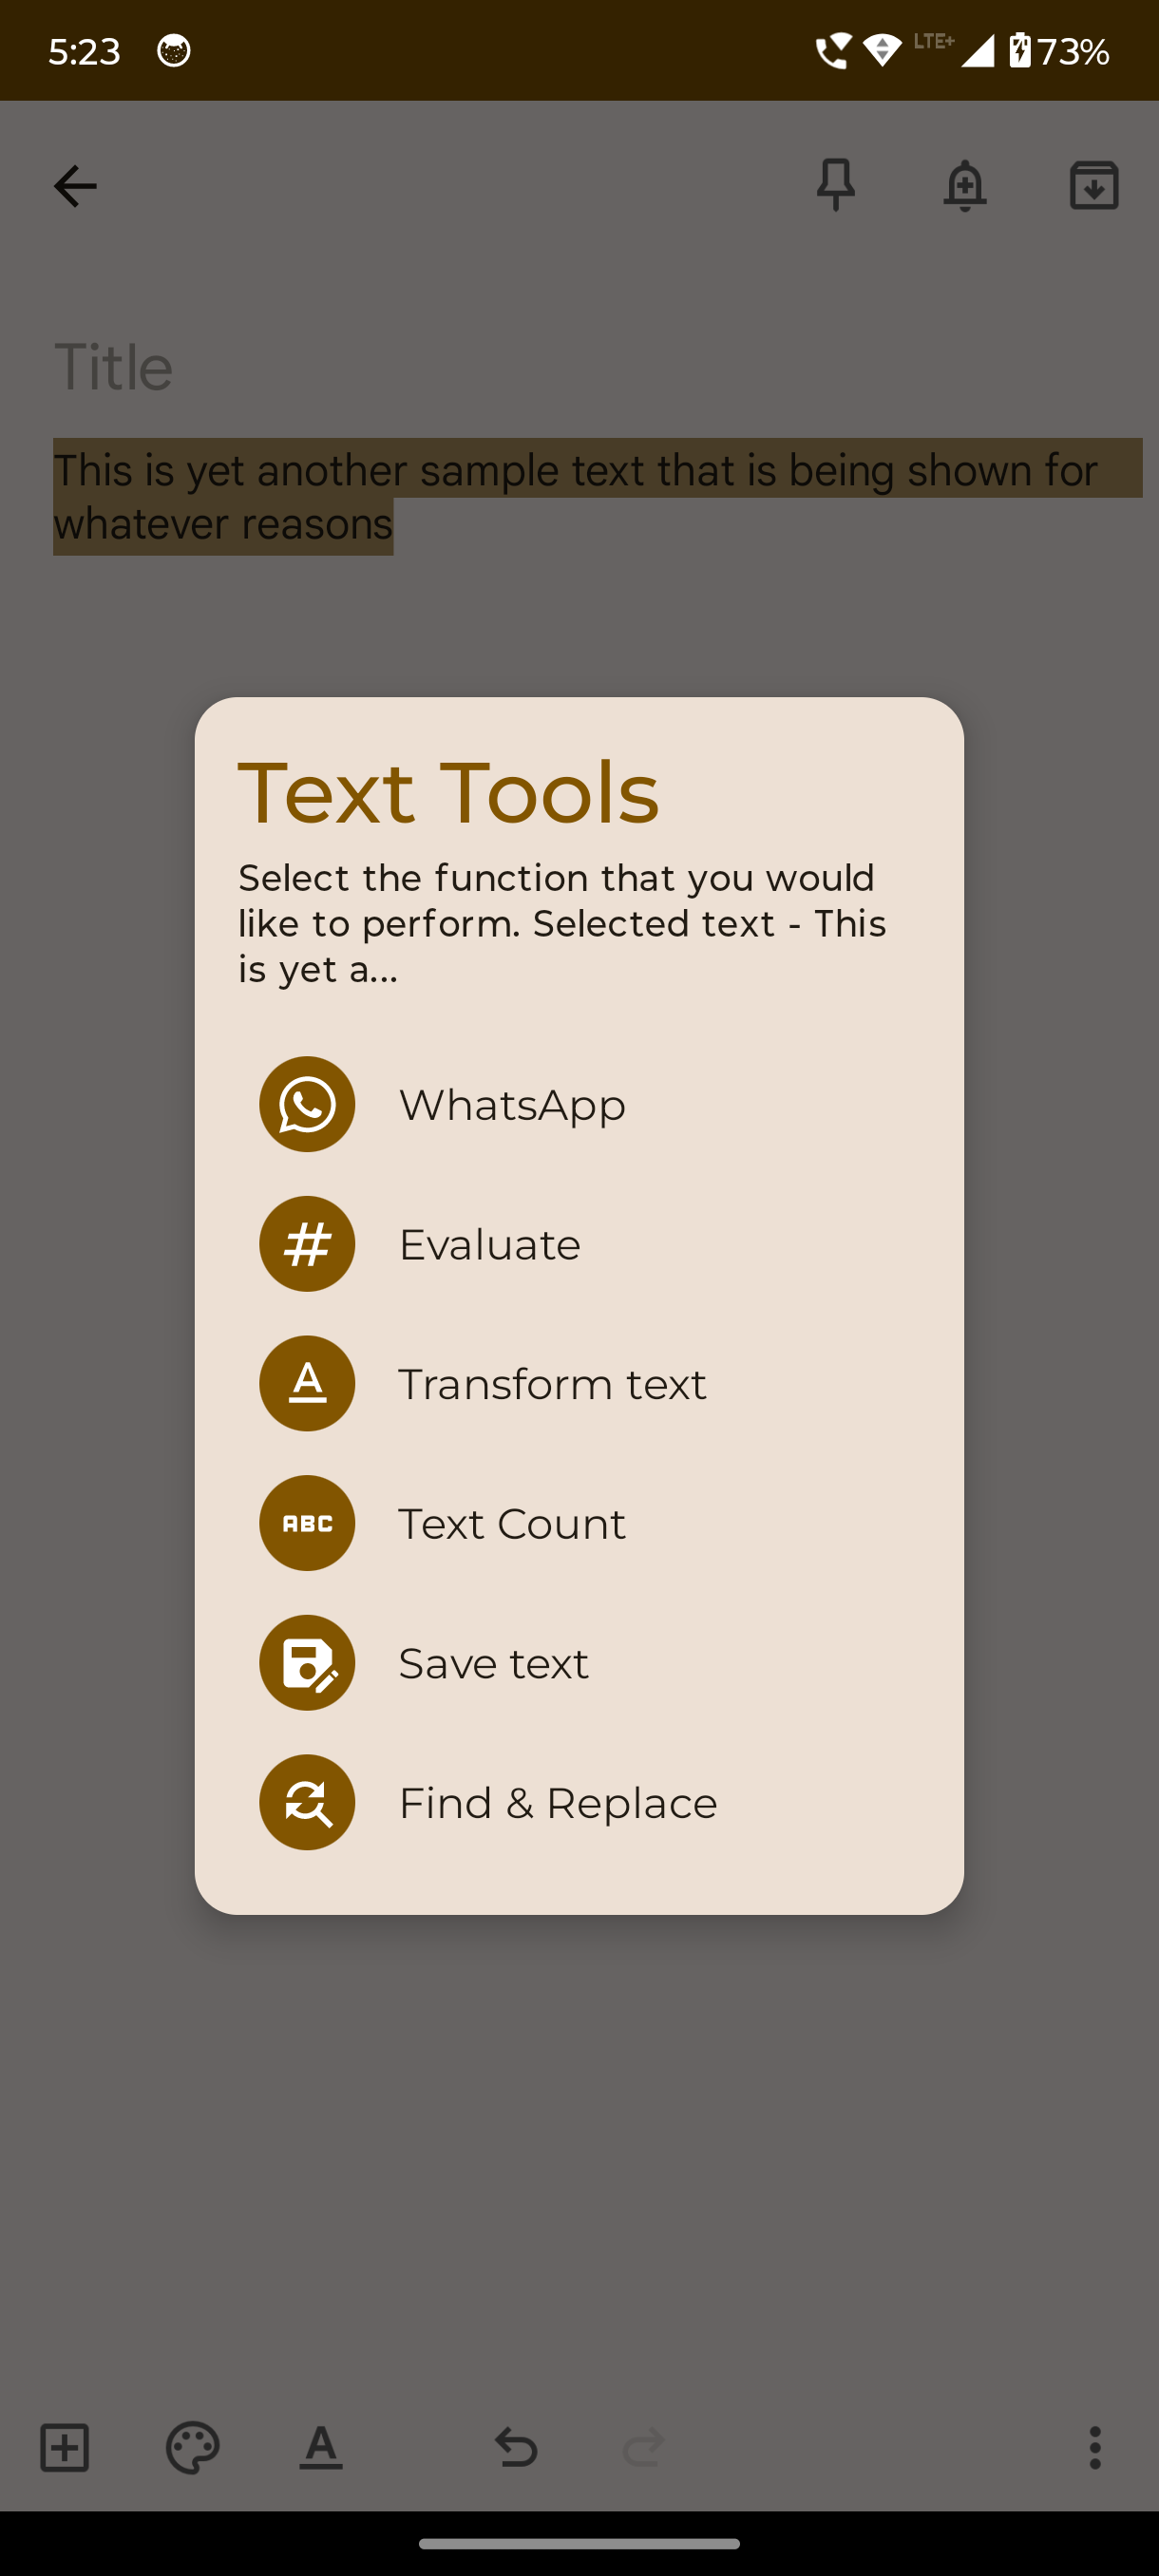 5:23 LTE+ 73%
Title
This is yet another sample text that is being shown for
whatever reasons
Text Tools
Select the function that you would
like to perform. Selected text - This
is yet a...
WhatsApp
# Evaluate
A Transform text
ABC Text Count
Save text
Find & Replace
A